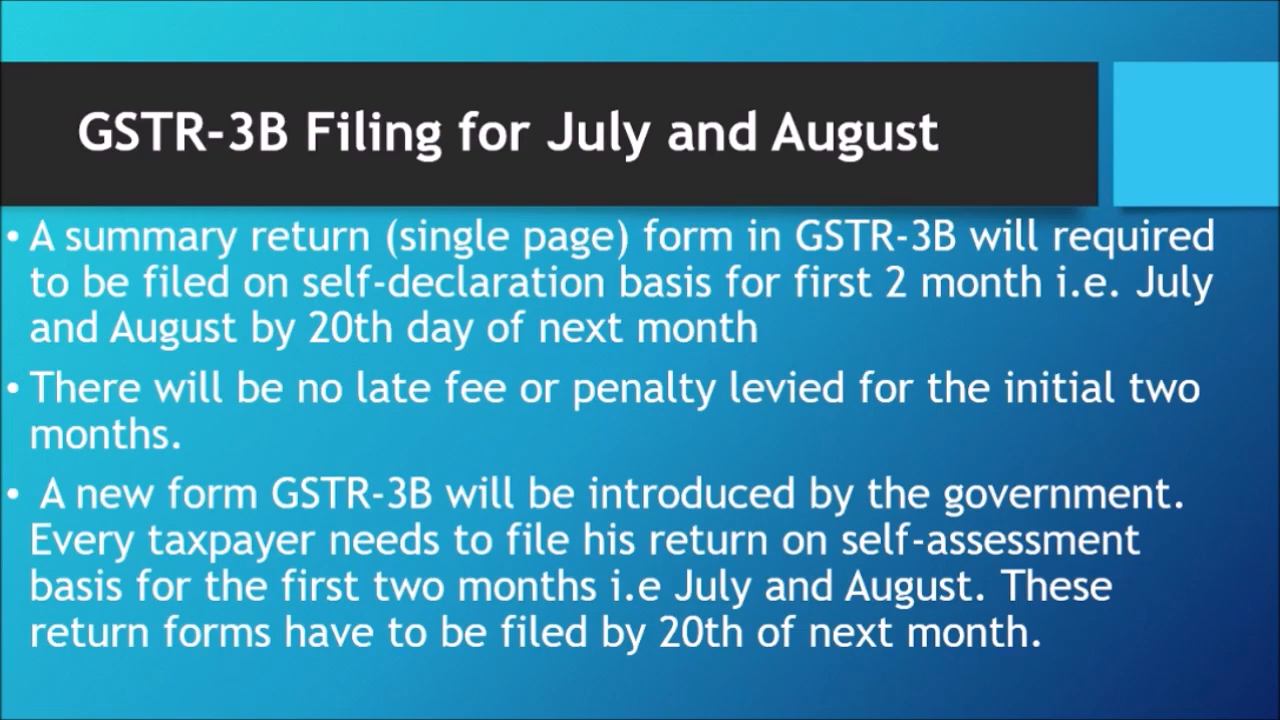 GSTR-3B Filing for July and August
• A summary return (single page) form in GSTR-3B will required
to be filed on self-declaration basis for first 2 month i.e. July
and August by 20th day of next month
• There will be no late fee or penalty levied for the initial two
months.
• A new form GSTR-3B will be introduced by the government.
Every taxpayer needs to file his return on self-assessment
basis for the first two months i.e July and August. These
return forms have to be filed by 20th of next month.